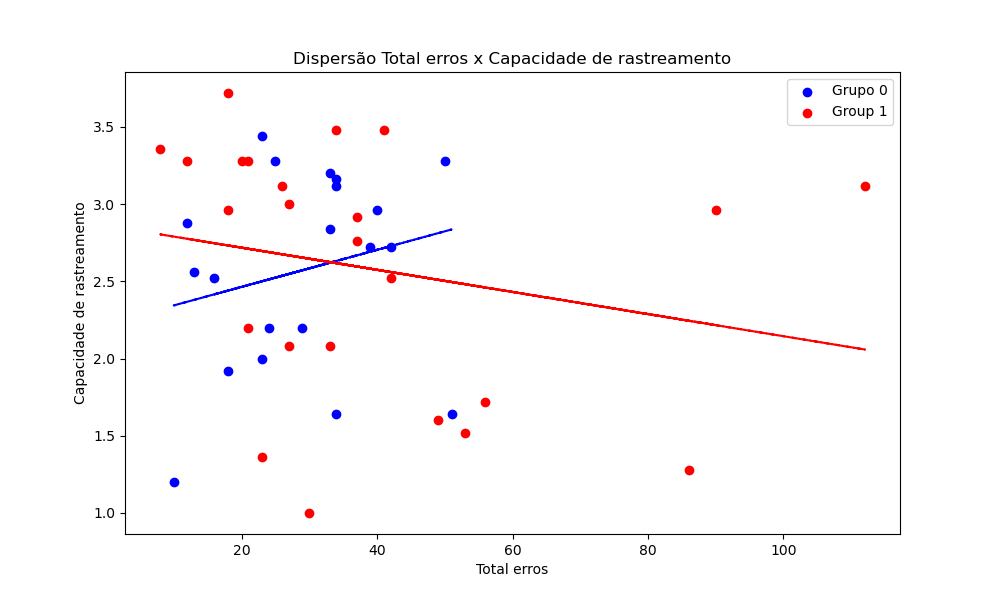 Dispersão Total erros x Capacidade de rastreamento
Grupo 0
Group 1
Capacidade de rastreamento
3.5
3.0
2.5
2.0
1.5
1.0
20
40
60
80
100
Total erros